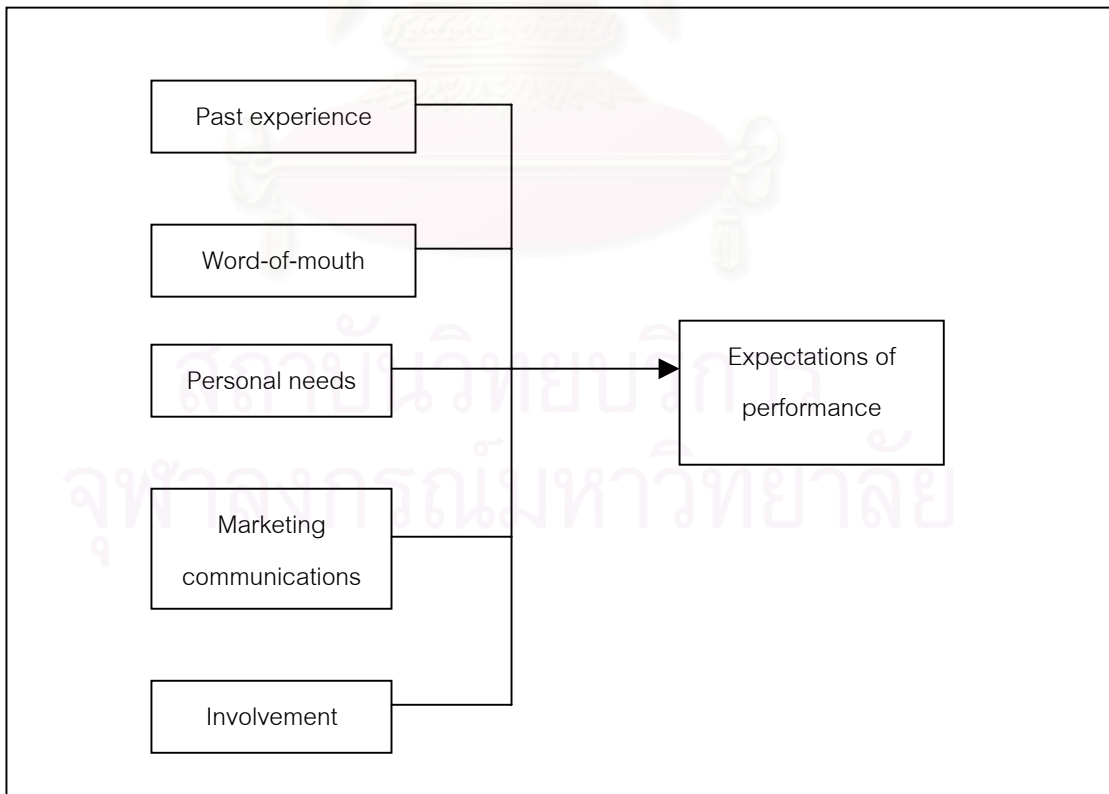 Past experience
Word-of-mouth
Personal needs
Marketing
communications
Involvement
Expectations of
performance
สถาบันวิทยบริการ
จุฬาลงกรณ์มหาวิทยาลัย